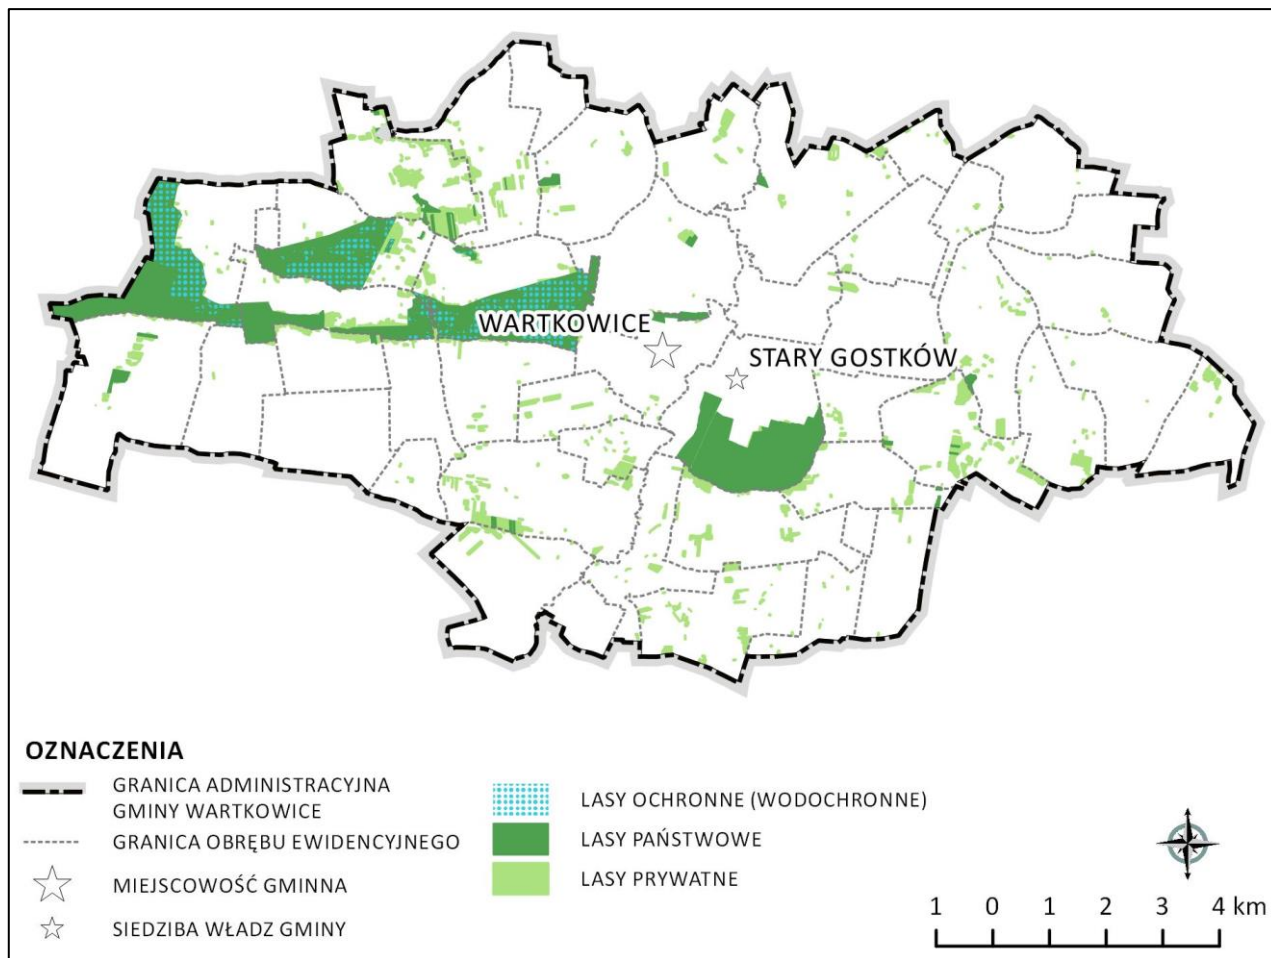 WARTKOWICE
STARY GOSTKÓW
OZNACZENIA
GRANICA ADMINISTRACYJNA
GMINY WARTKOWICE
GRANICA OBRĘBU EWIDENCYJNEGO
MIEJSCOWOŚĆ GMINNA
SIEDZIBA WŁADZ GMINY
LASY OCHRONNE (WODOCHRONNE)
LASY PAŃSTWOWE
LASY PRYWATNE
1 0 1 2 3 4 km